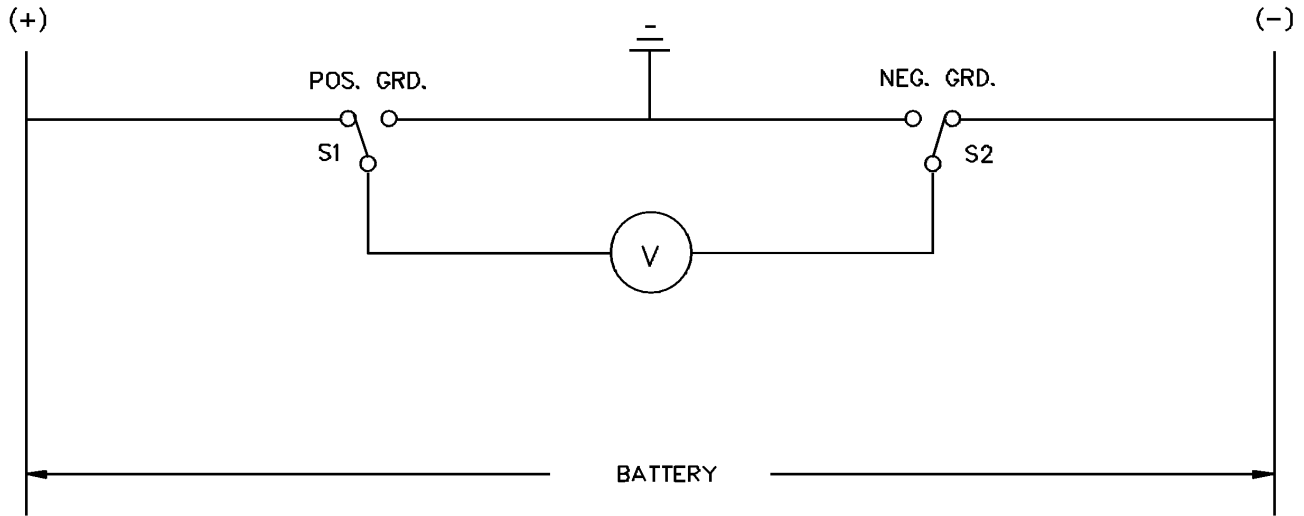 (+)
(-)
POS. GRD.
NEG. GRD.
S1
S2
V
BATTERY